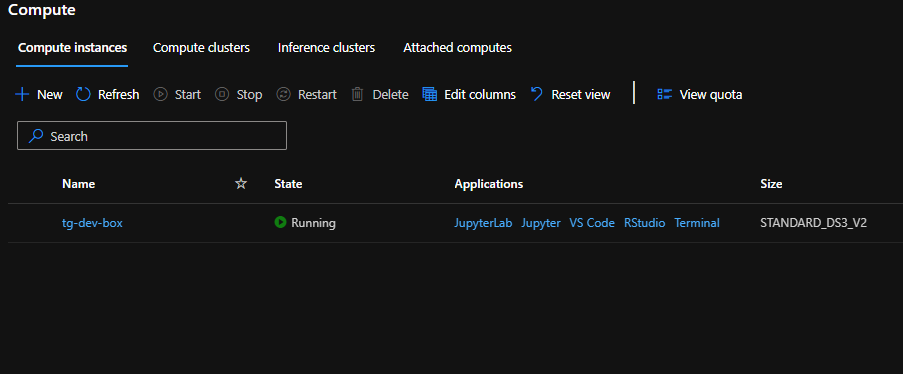 Compute
Compute instances Compute clusters Inference clusters Attached computes
New Refresh Start Stop Restart Delete Edit columns Reset view View quota
Search
Name State Applications Size
tg-dev-box Running JupyterLab Jupyter VS Code RStudio Terminal STANDARD_DS3_V2